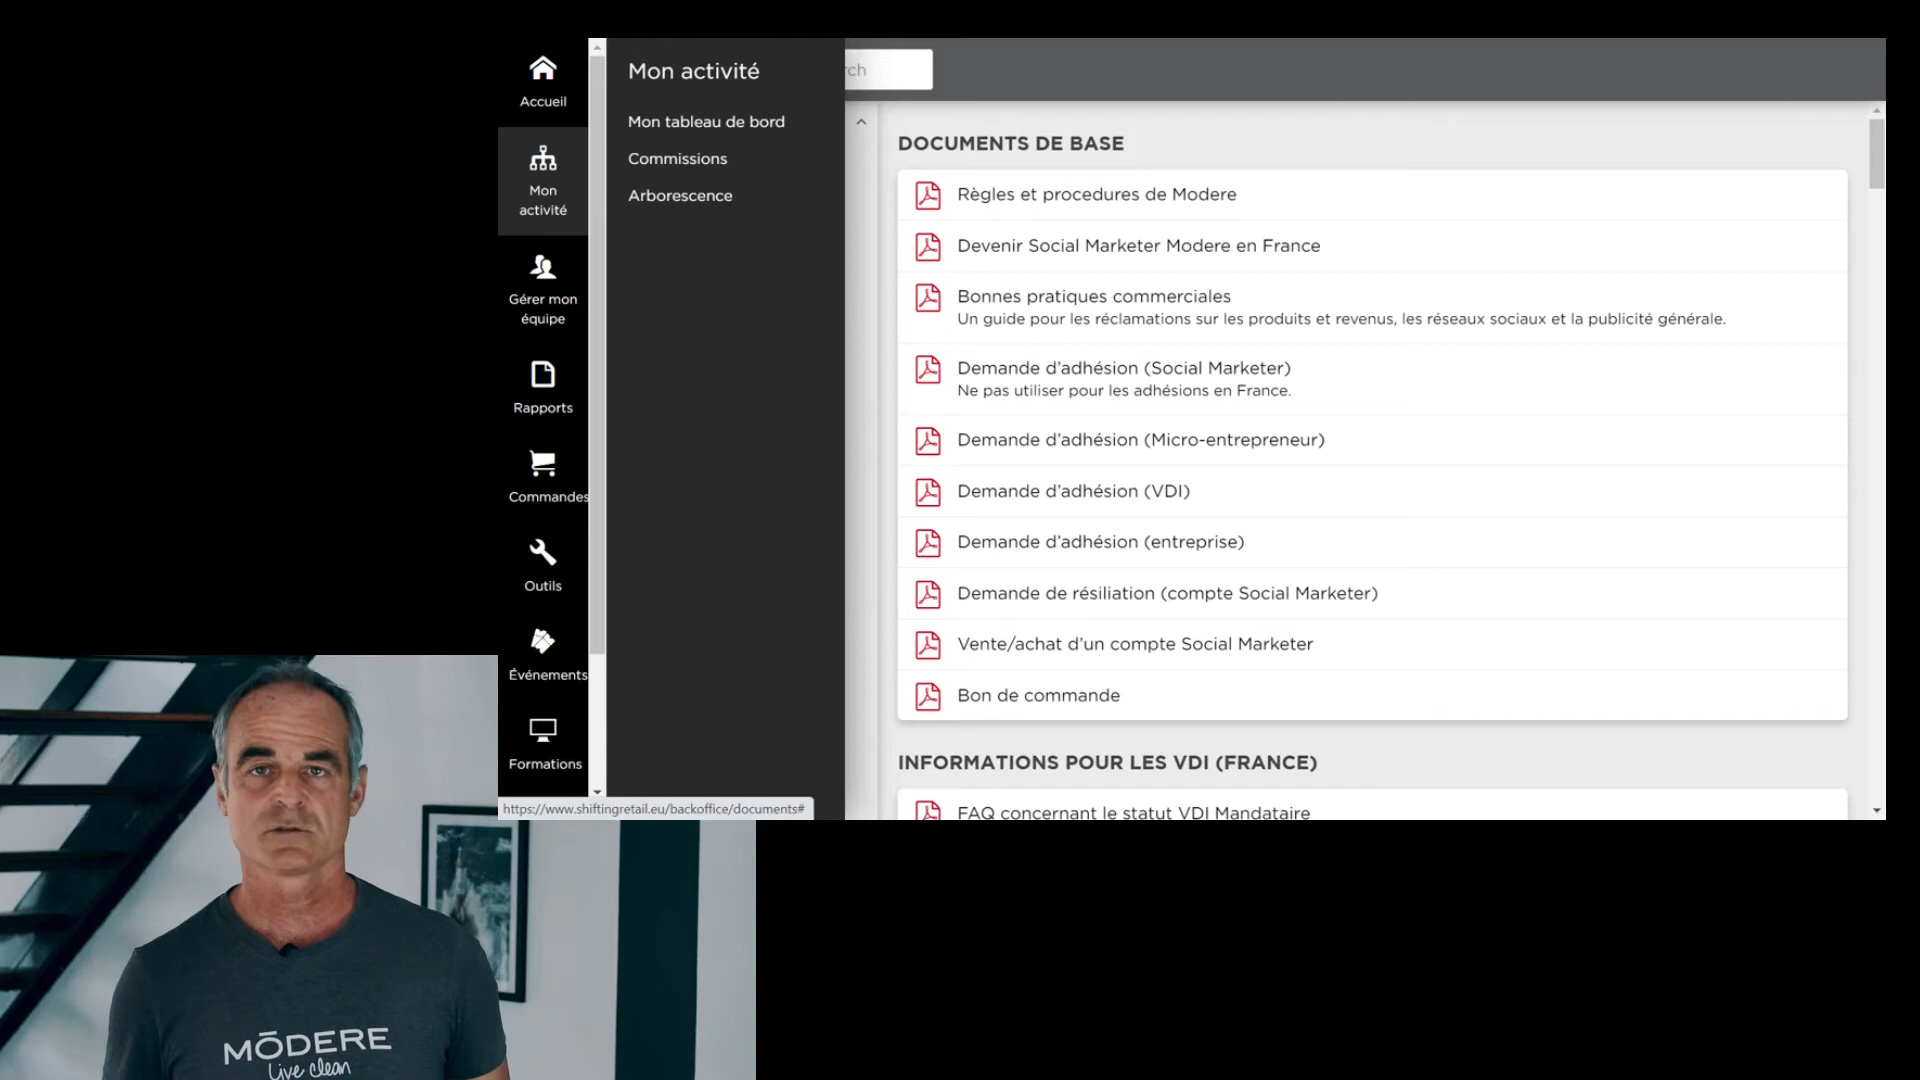 Accueil
Mon
activité
Gérer mon
équipe
Rapports
Commandes
Outils
Événements
Formations
Mon activité
Mon tableau de bord
Commissions
Arborescence
rch
DOCUMENTS DE BASE
Règles et procedures de Modere
Devenir Social Marketer Modere en France
Bonnes pratiques commerciales
Un guide pour les réclamations sur les produits et revenus, les réseaux sociaux et la publicité générale.
Demande d’adhésion (Social Marketer)
Ne pas utiliser pour les adhésions en France.
Demande d’adhésion (Micro-entrepreneur)
Demande d’adhésion (VDI)
Demande d’adhésion (entreprise)
Demande de résiliation (compte Social Marketer)
Vente/achat d’un compte Social Marketer
Bon de commande
INFORMATIONS POUR LES VDI (FRANCE)
FAQ concernant le statut VDI Mandataire
https://www.shiftingretail.eu/backoffice/documents#
MŌDERE
Live clean